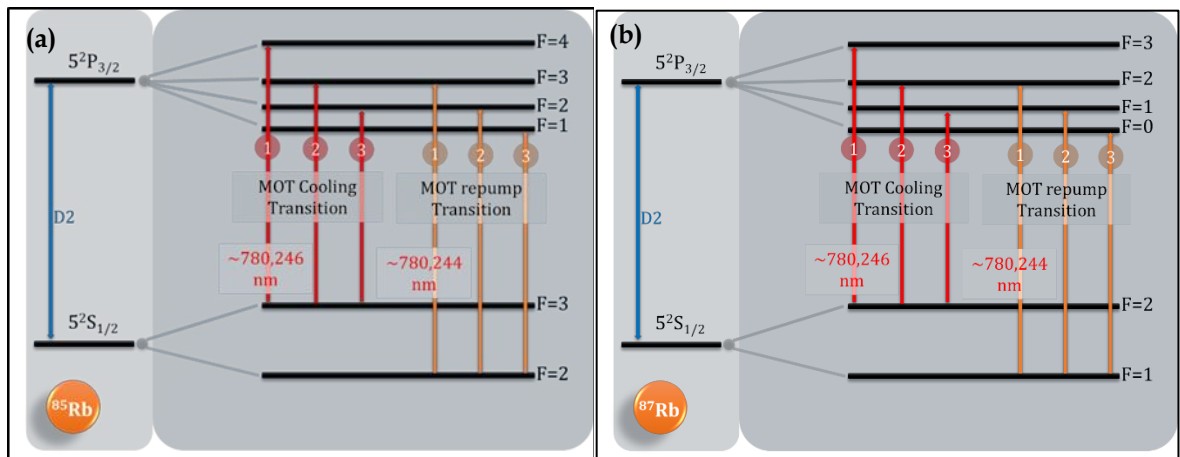 (a)
5²P₃/₂
F=4
F=3
F=2
F=1
1
2
3
1
2
3
MOT Cooling
Transition
MOT repump
Transition
D2
~780,246
nm
~780,244
nm
F=3
5²S₁/₂
F=2
⁸⁵Rb
(b)
5²P₃/₂
F=3
F=2
F=1
F=0
1
2
3
1
2
3
MOT Cooling
Transition
MOT repump
Transition
D2
~780,246
nm
~780,244
nm
F=2
5²S₁/₂
F=1
⁸⁷Rb